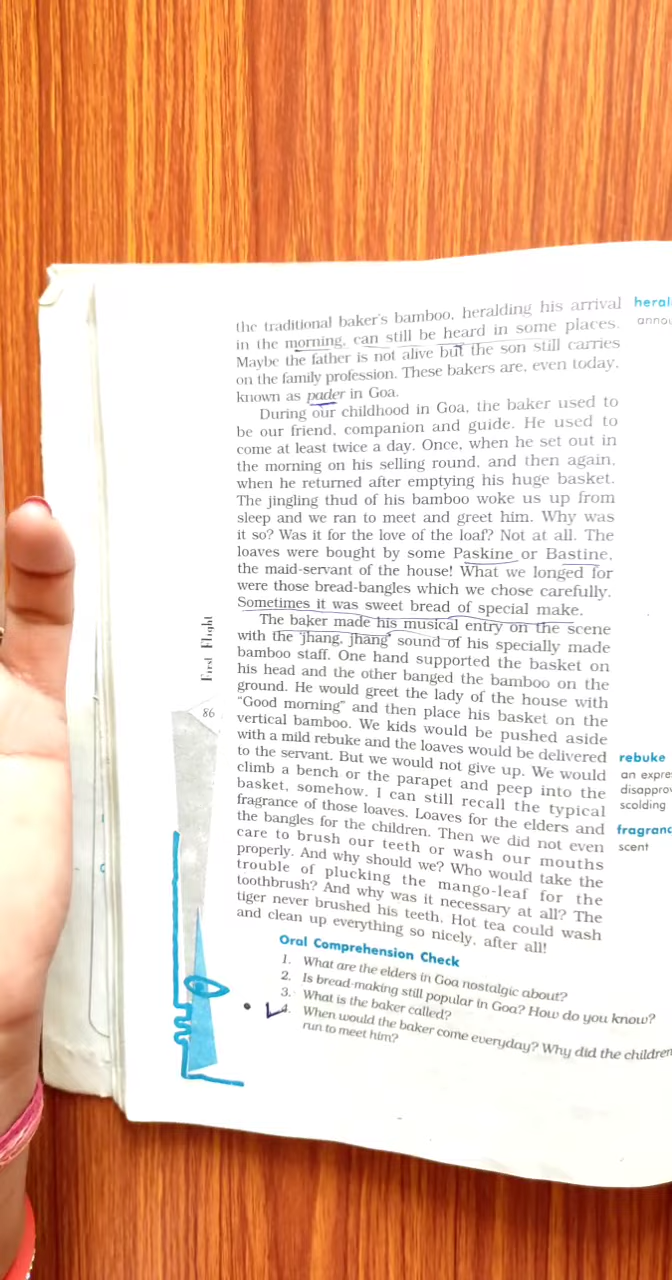 the traditional baker's bamboo, heralding his arrival
in the morning, can still be heard in some places.
Maybe the father is not alive but the son still carries
on the family profession. These bakers are, even today,
known as pader in Goa.
During our childhood in Goa, the baker used to
be our friend, companion and guide. He used to
come at least twice a day. Once, when he set out in
the morning on his selling round, and then again,
when he returned after emptying his huge basket.
The jingling thud of his bamboo woke us up from
sleep and we ran to meet and greet him. Why was
it so? Was it for the love of the loaf? Not at all. The
loaves were bought by some Paskine or Bastine,
the maid-servant of the house! What we longed for
were those bread-bangles which we chose carefully.
Sometimes it was sweet bread of special make.
The baker made his musical entry on the scene
with the 'jhang, jhang' sound of his specially made
bamboo staff. One hand supported the basket on
his head and the other banged the bamboo on the
ground. He would greet the lady of the house with
"Good morning" and then place his basket on the
vertical bamboo. We kids would be pushed aside
with a mild rebuke and the loaves would be delivered
to the servant. But we would not give up. We would
climb a bench or the parapet and peep into the
basket, somehow. I can still recall the typical
fragrance of those loaves. Loaves for the elders and
the bangles for the children. Then we did not even
care to brush our teeth or wash our mouths
properly. And why should we? Who would take the
trouble of plucking the mango-leaf for the
toothbrush? And why was it necessary at all? The
tiger never brushed his teeth. Hot tea could wash
and clean up everything so nicely, after all!
Oral Comprehension Check
1. What are the elders in Goa nostalgic about?
2. Is bread-making still popular in Goa? How do you know?
3. What is the baker called?
4. When would the baker come everyday? Why did the children
run to meet him?
heral
annou
rebuke
an expre
disapprov
scolding
fragranc
scent
First Flight
86